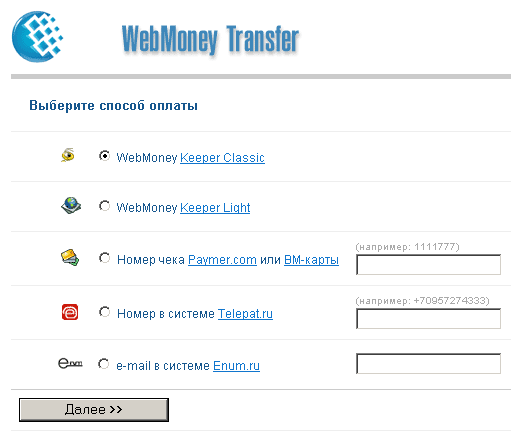 WebMoney Transfer
Выберите способ оплаты
WebMoney Keeper Classic
WebMoney Keeper Light
(например: 1111777)
Номер чека Paymer.com или ВМ-карты
(например: +70957274333)
Номер в системе Telepat.ru
e-mail в системе Enum.ru
Далее >>